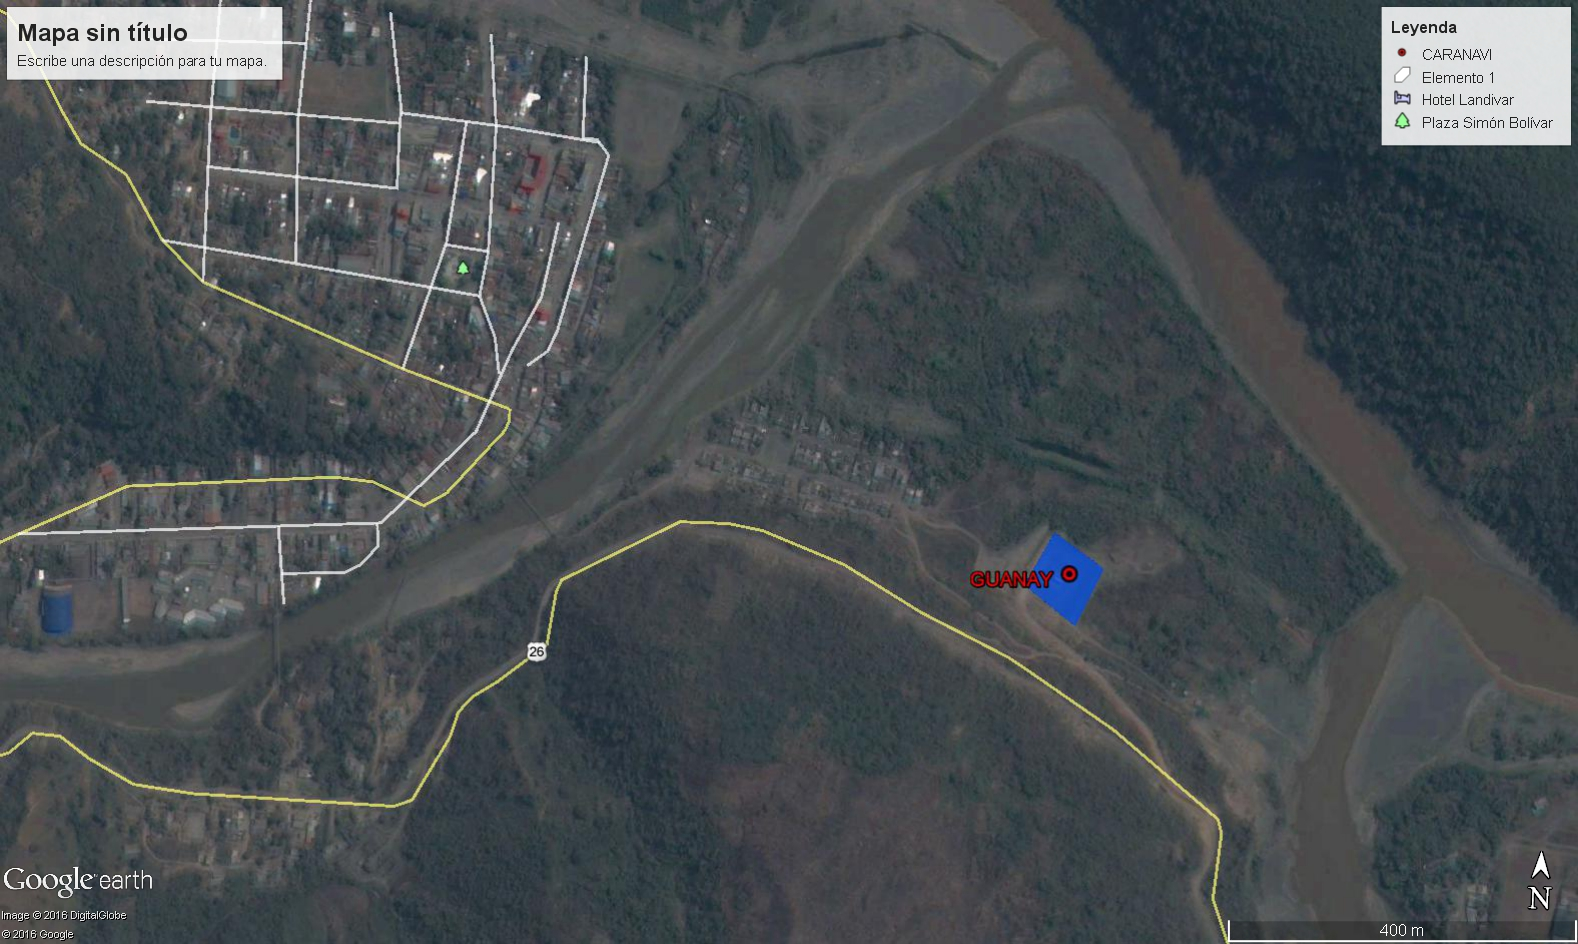 Mapa sin título
Escribe una descripción para tu mapa.
Leyenda
CARANAVI
Elemento 1
Hotel Landivar
Plaza Simón Bolívar
GUANAY
26
Google earth
Image © 2016 DigitalGlobe
© 2016 Google
N
400 m